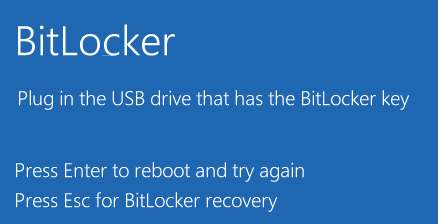 BitLocker
Plug in the USB drive that has the BitLocker key
Press Enter to reboot and try again
Press Esc for BitLocker recovery